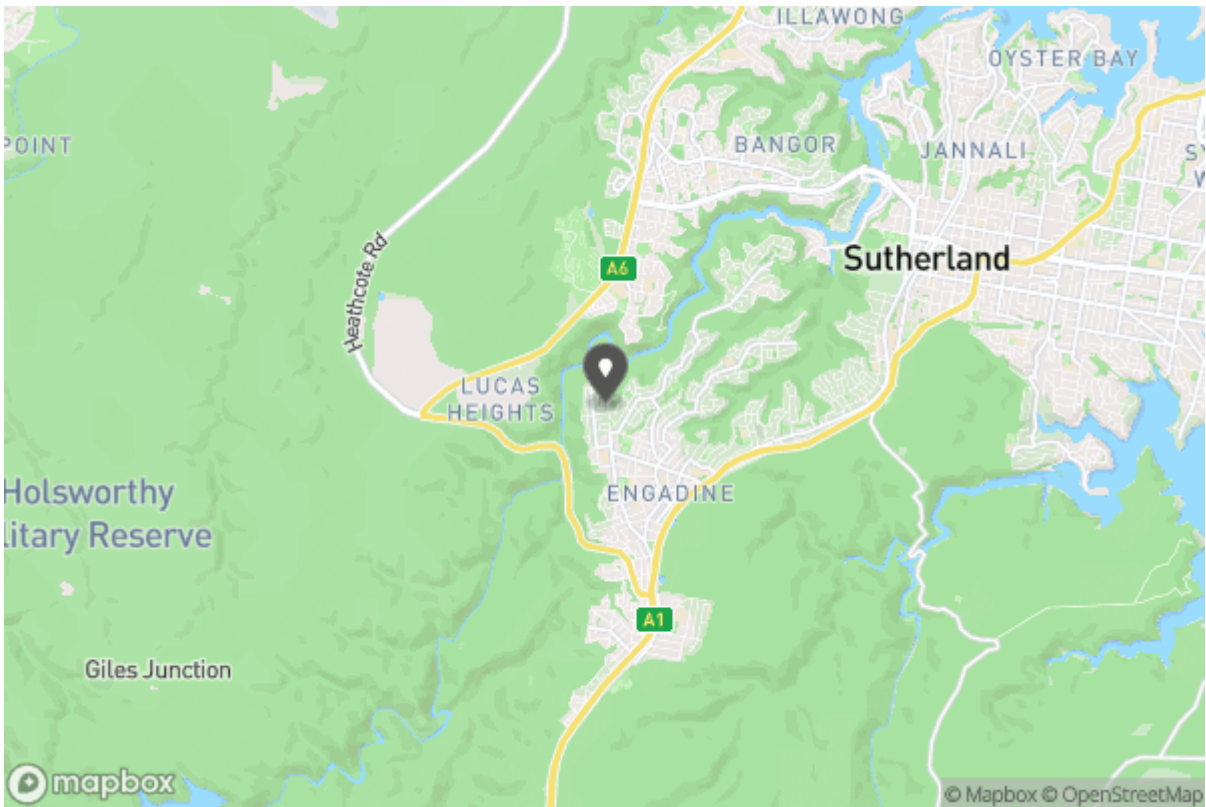 ILLAWONG
OYSTER BAY
POINT
BANGOR
JANNALI
SY
W
Sutherland
Heathcote Rd
A6
LUCAS
HEIGHTS
Holsworthy
litary Reserve
ENGADINE
A1
Giles Junction
mapbox
© Mapbox © OpenStreetMap